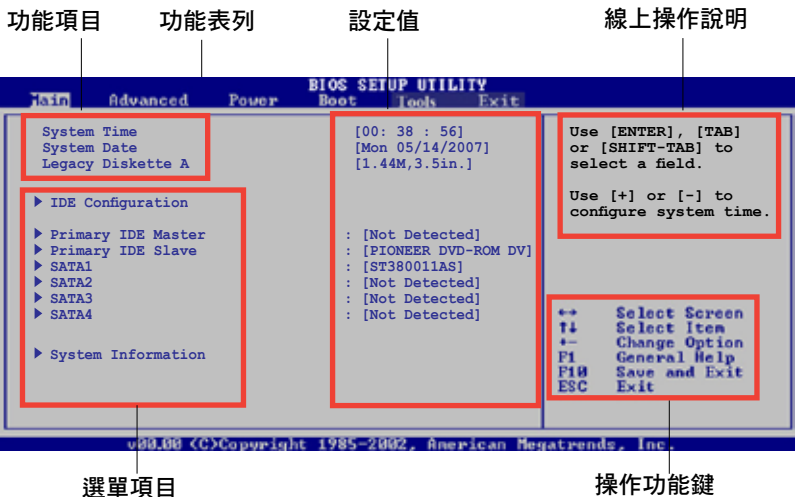 功能項目 功能表列 設定值 線上操作說明
BIOS SETUP UTILITY
Main Advanced Power Boot Tools Exit
System Time [00: 38 : 56]
System Date [Mon 05/14/2007]
Legacy Diskette A [1.44M,3.5in.]
IDE Configuration
Primary IDE Master : [Not Detected]
Primary IDE Slave : [PIONEER DVD-ROM DV]
SATA1 : [ST380011AS]
SATA2 : [Not Detected]
SATA3 : [Not Detected]
SATA4 : [Not Detected]
System Information
Use [ENTER], [TAB]
or [SHIFT-TAB] to
select a field.
Use [+] or [-] to
configure system time.
↔ Select Screen
↑↓ Select Item
+- Change Option
F1 General Help
F10 Save and Exit
ESC Exit
v00.00 (C)Copyright 1985-2002, American Megatrends, Inc.
選單項目 操作功能鍵